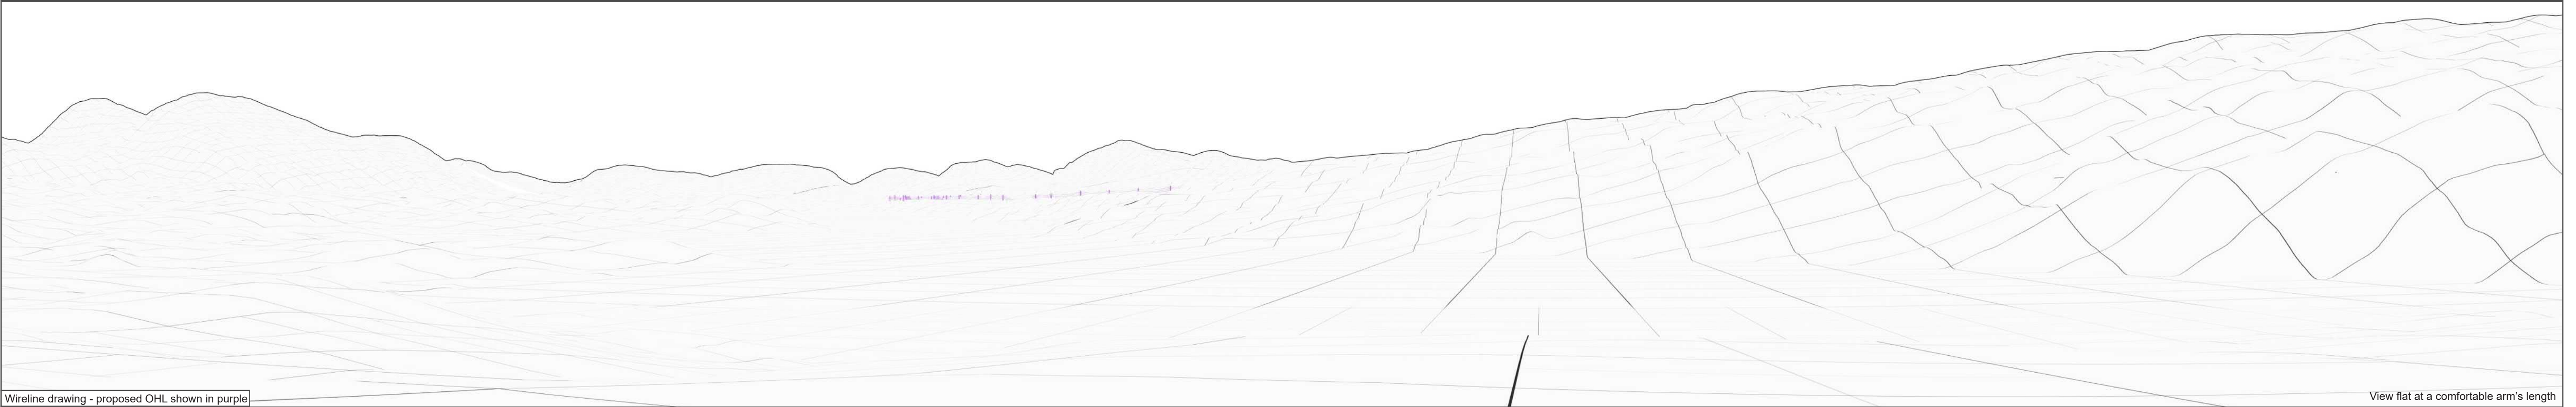 Wireline drawing - proposed OHL shown in purple
View flat at a comfortable arm's length